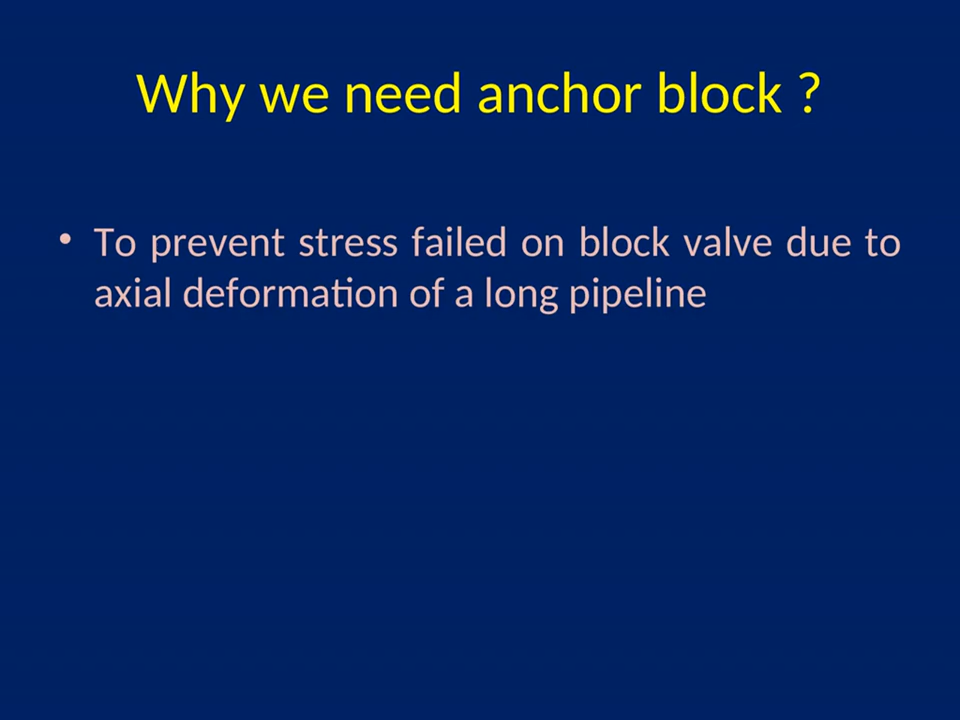 Why we need anchor block ?
• To prevent stress failed on block valve due to
axial deformation of a long pipeline